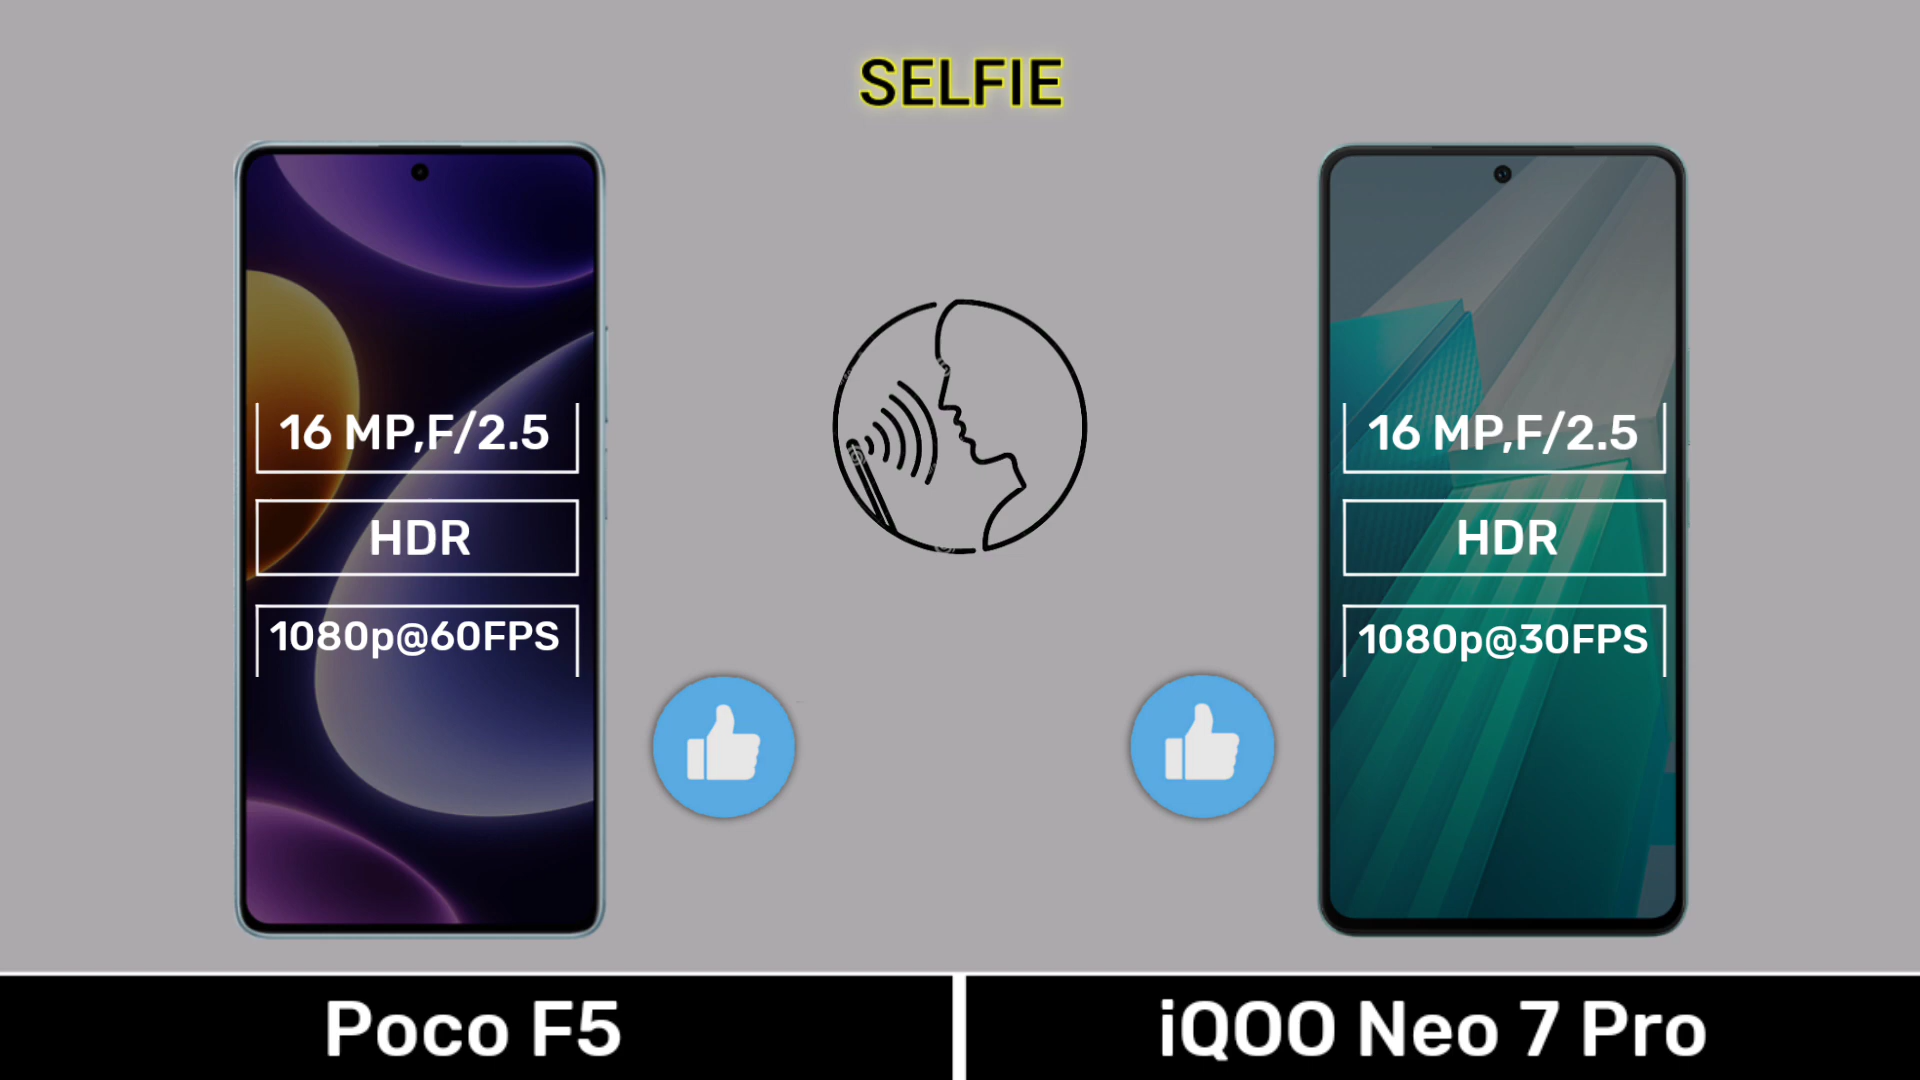 SELFIE
16 MP,F/2.5
HDR
1080p@60FPS
16 MP,F/2.5
HDR
1080p@30FPS
Poco F5
iQOO Neo 7 Pro